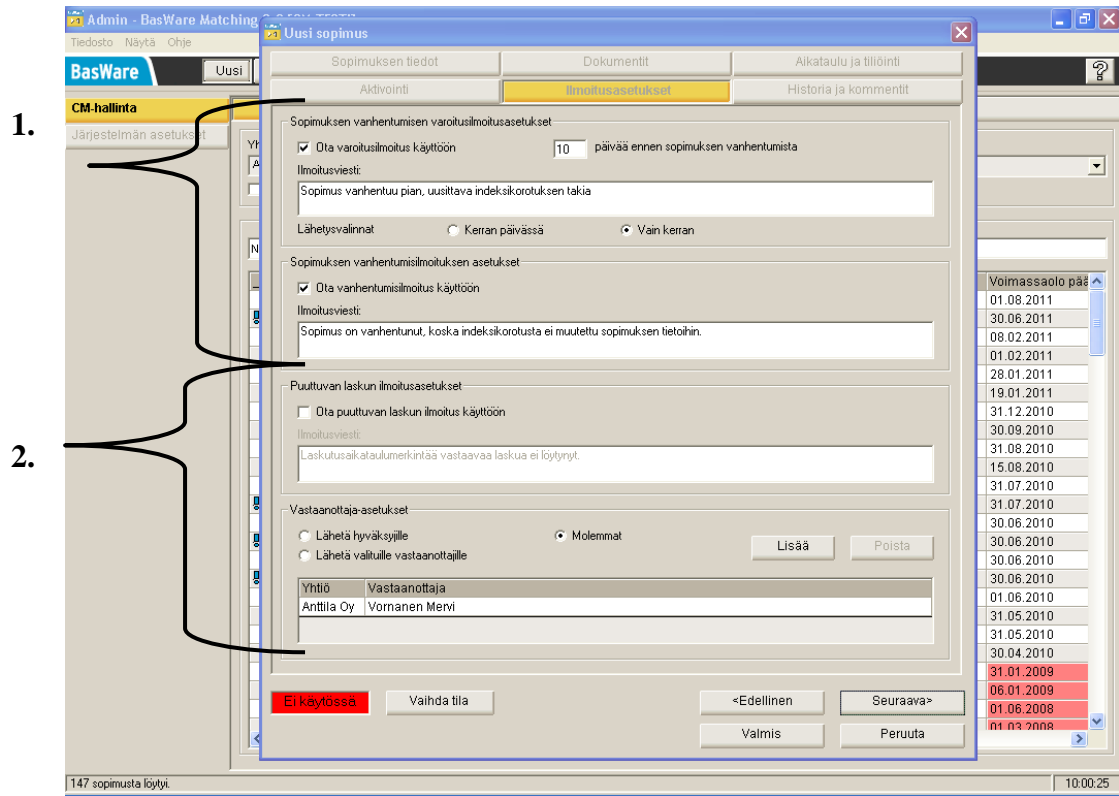 Admin - BasWare Matching
Uusi sopimus
Tiedosto Näytä Ohje
BasWare
Uusi
?
CM-hallinta
Järjestelmän asetukset
1.
2.
Sopimuksen tiedot Dokumentit Aikataulu ja tiliöinti
Aktivointi Ilmoitusasetukset Historia ja kommentit
Sopimuksen vanhentumisen varoitusilmoitusasetukset
Ota varoitusilmoitus käyttöön 10 päivää ennen sopimuksen vanhentumista
Ilmoitusviesti:
Sopimus vanhentuu pian, uusittava indeksikorotuksen takia
Lähetysvalinnat Kerran päivässä Vain kerran
Sopimuksen vanhentumisilmoituksen asetukset
Ota vanhentumisilmoitus käyttöön
Ilmoitusviesti:
Sopimus on vanhentunut, koska indeksikorotusta ei muutettu sopimuksen tietoihin.
Puuttuvan laskun ilmoitusasetukset
Ota puuttuvan laskun ilmoitus käyttöön
Ilmoitusviesti:
Laskutusaikataulumerkintää vastaavaa laskua ei löytynyt.
Vastaanottaja-asetukset
Lähetä hyväksyjille Molemmat
Lähetä valituille vastaanottajille
Lisää Poista
Yhtiö Vastaanottaja
Anttila Oy Vornanen Mervi
Ei käytössä Vaihda tila <Edellinen Seuraava>
Valmis Peruuta
Voimassaolo pää
01.08.2011
30.06.2011
08.02.2011
01.02.2011
28.01.2011
19.01.2011
31.12.2010
30.09.2010
31.08.2010
15.08.2010
31.07.2010
31.07.2010
30.06.2010
30.06.2010
30.06.2010
30.06.2010
01.06.2010
31.05.2010
31.05.2010
30.04.2010
31.01.2009
06.01.2009
01.06.2008
01.03.2008
147 sopimusta löytyi. 10:00:25